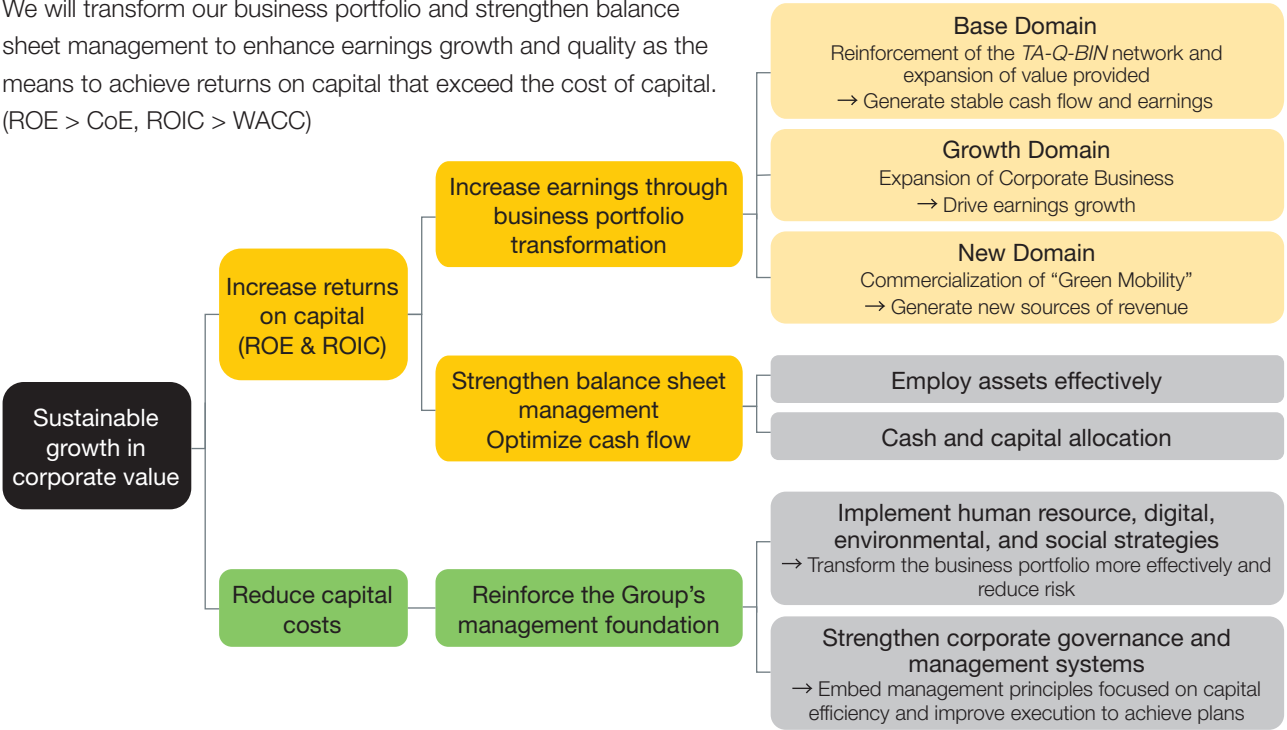 We will transform our business portfolio and strengthen balance
sheet management to enhance earnings growth and quality as the
means to achieve returns on capital that exceed the cost of capital.
(ROE > CoE, ROIC > WACC)
Sustainable
growth in
corporate value
Increase returns
on capital
(ROE & ROIC)
Increase earnings through
business portfolio
transformation
Base Domain
Reinforcement of the TA-Q-BIN network and
expansion of value provided
→ Generate stable cash flow and earnings
Growth Domain
Expansion of Corporate Business
→ Drive earnings growth
New Domain
Commercialization of “Green Mobility”
→ Generate new sources of revenue
Strengthen balance sheet
management
Optimize cash flow
Employ assets effectively
Cash and capital allocation
Reduce capital
costs
Reinforce the Group’s
management foundation
Implement human resource, digital,
environmental, and social strategies
→ Transform the business portfolio more effectively and
reduce risk
Strengthen corporate governance and
management systems
→ Embed management principles focused on capital
efficiency and improve execution to achieve plans